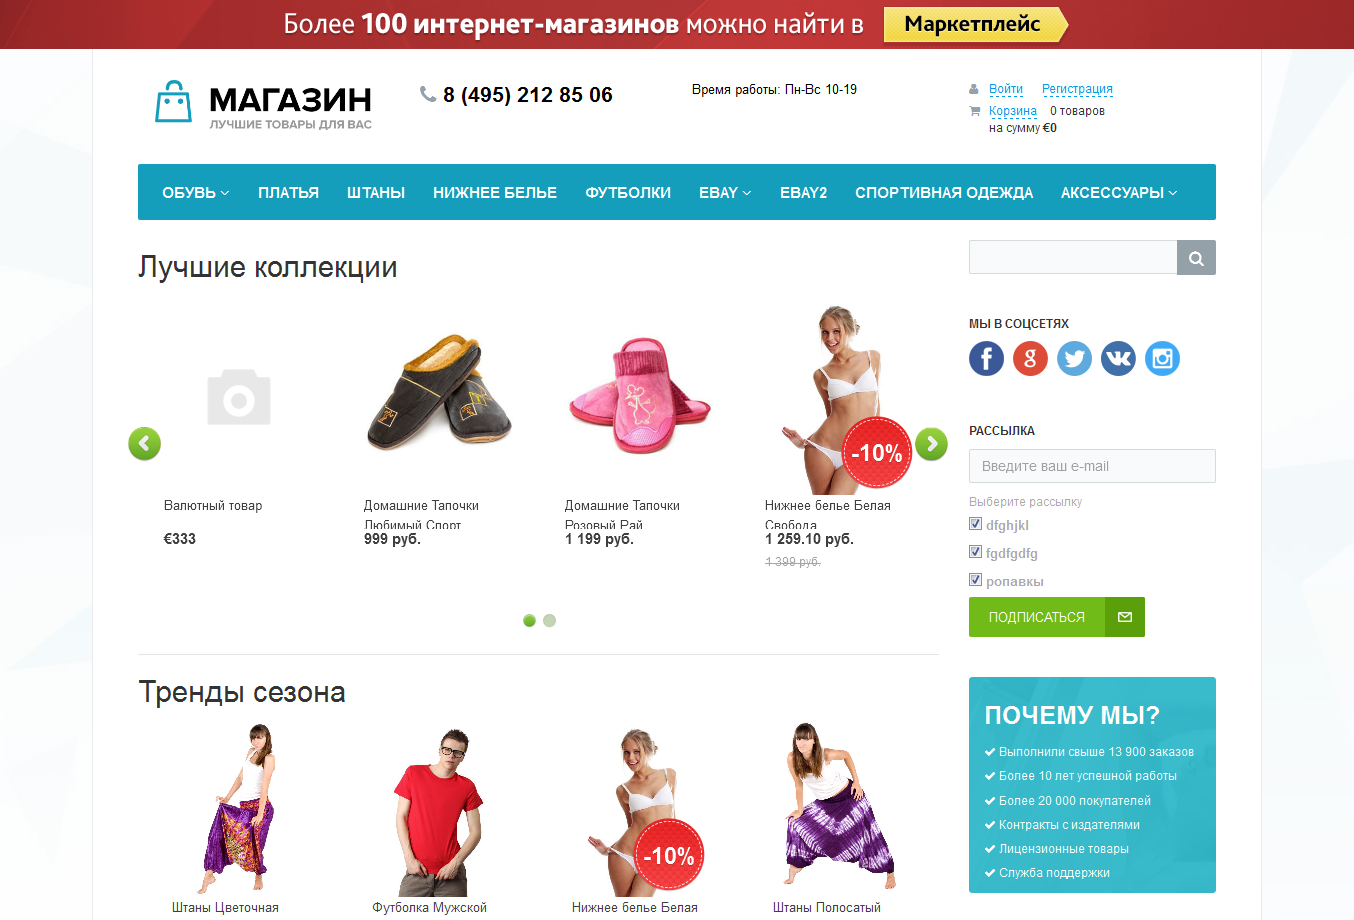 Более 100 интернет-магазинов можно найти в Маркетплейс
МАГАЗИН
ЛУЧШИЕ ТОВАРЫ ДЛЯ ВАС
8 (495) 212 85 06
Время работы: Пн-Вс 10-19
Войти Регистрация
Корзина 0 товаров
на сумму €0
ОБУВЬ ПЛАТЬЯ ШТАНЫ НИЖНЕЕ БЕЛЬЕ ФУТБОЛКИ EBAY EBAY2 СПОРТИВНАЯ ОДЕЖДА АКСЕССУАРЫ
Лучшие коллекции
-10%
Валютный товар
€333
Домашние Тапочки
Любимый Спорт
999 руб.
Домашние Тапочки
Розовый Рай
1 199 руб.
Нижнее белье Белая
Свобода
1 259.10 руб.
1 399 руб.
Тренды сезона
-10%
Штаны Цветочная
Футболка Мужской
Нижнее белье Белая
Штаны Полосатый
МЫ В СОЦСЕТЯХ
РАССЫЛКА
Введите ваш e-mail
Выберите рассылку
dfghjkl
fgdfgdfg
ропавкы
ПОДПИСАТЬСЯ
ПОЧЕМУ МЫ?
Выполнили свыше 13 900 заказов
Более 10 лет успешной работы
Более 20 000 покупателей
Контракты с издателями
Лицензионные товары
Служба поддержки